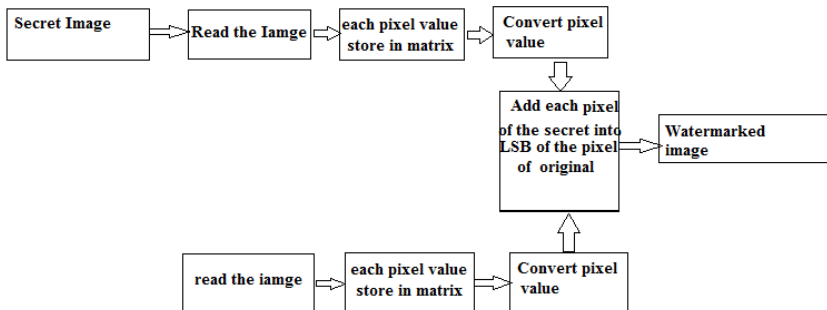 Secret Image
Read the Iamge
each pixel value
store in matrix
Convert pixel
value
Add each pixel
of the secret into
LSB of the pixel
of original
Watermarked
image
read the iamge
each pixel value
store in matrix
Convert pixel
value